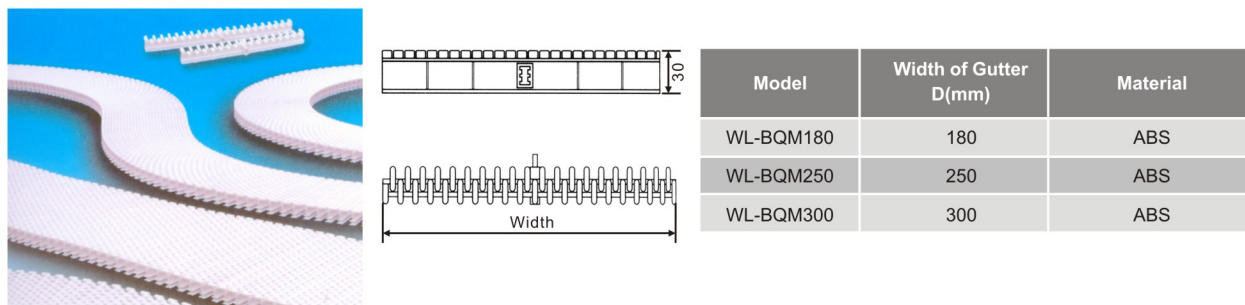 30
Width
Model Width of Gutter D(mm) Material
WL-BQM180 180 ABS
WL-BQM250 250 ABS
WL-BQM300 300 ABS